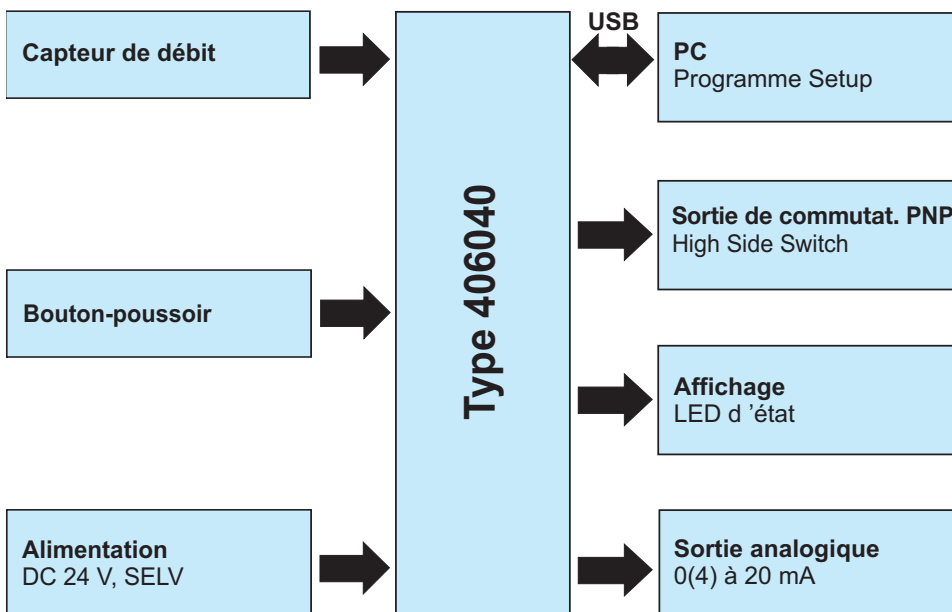 Capteur de débit
Bouton-poussoir
Alimentation
DC 24 V, SELV
Type 406040
USB
PC
Programme Setup
Sortie de commutat. PNP
High Side Switch
Affichage
LED d ’état
Sortie analogique
0(4) à 20 mA